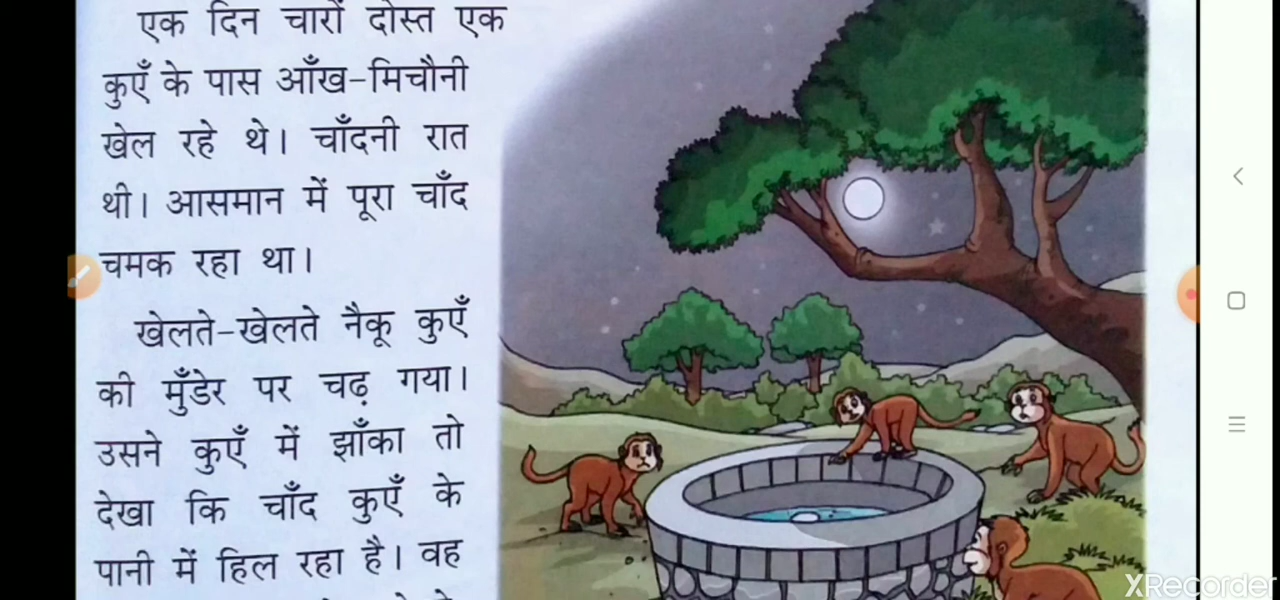 एक दिन चारों दोस्त एक
कुएँ के पास आँख-मिचौनी
खेल रहे थे। चाँदनी रात
थी। आसमान में पूरा चाँद
चमक रहा था।
खेलते-खेलते नैकू कुएँ
की मुँडेर पर चढ़ गया।
उसने कुएँ में झाँका तो
देखा कि चाँद कुएँ के
पानी में हिल रहा है। वह
XRecorder